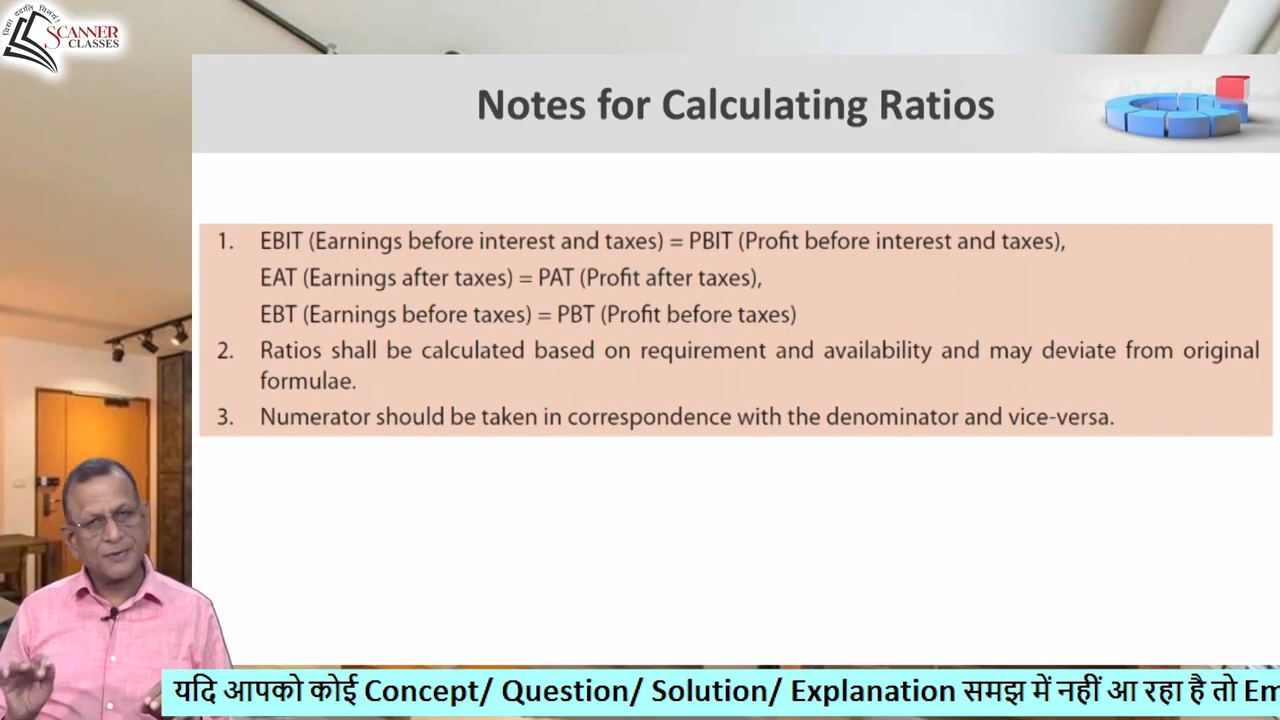 विद्या ददाति विनयं।
SCANNER
CLASSES
Notes for Calculating Ratios
1. EBIT (Earnings before interest and taxes) = PBIT (Profit before interest and taxes),
EAT (Earnings after taxes) = PAT (Profit after taxes),
EBT (Earnings before taxes) = PBT (Profit before taxes)
2. Ratios shall be calculated based on requirement and availability and may deviate from original
formulae.
3. Numerator should be taken in correspondence with the denominator and vice-versa.
यदि आपको कोई Concept/ Question/ Solution/ Explanation समझ में नहीं आ रहा है तो Em